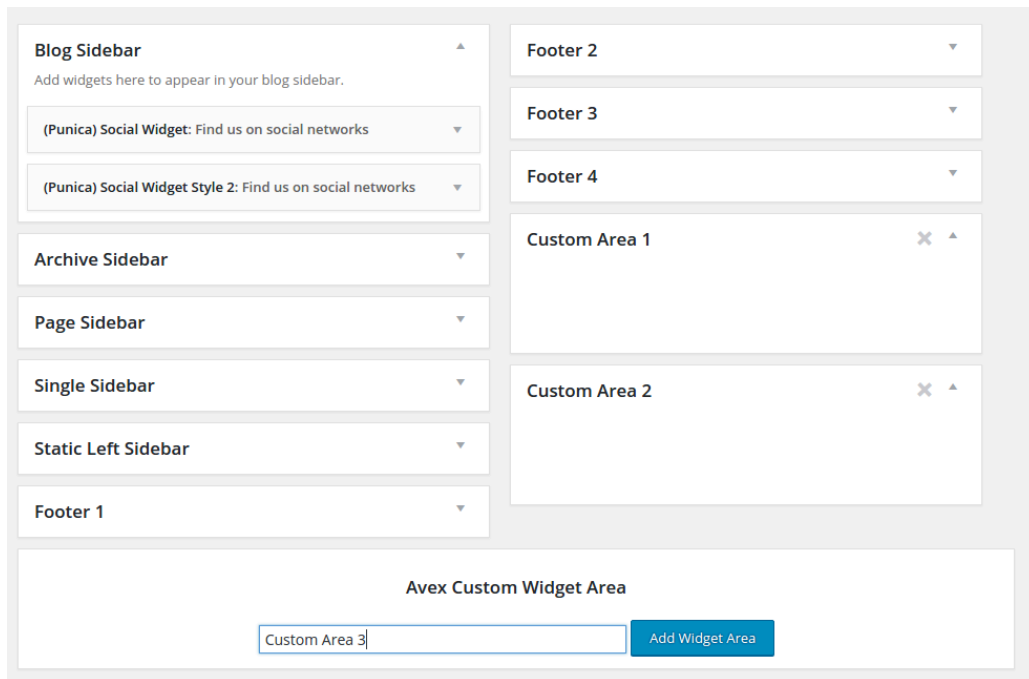 Blog Sidebar
Add widgets here to appear in your blog sidebar.
(Punica) Social Widget: Find us on social networks
(Punica) Social Widget Style 2: Find us on social networks
Archive Sidebar
Page Sidebar
Single Sidebar
Static Left Sidebar
Footer 1
Footer 2
Footer 3
Footer 4
Custom Area 1
Custom Area 2
Avex Custom Widget Area
Custom Area 3
Add Widget Area